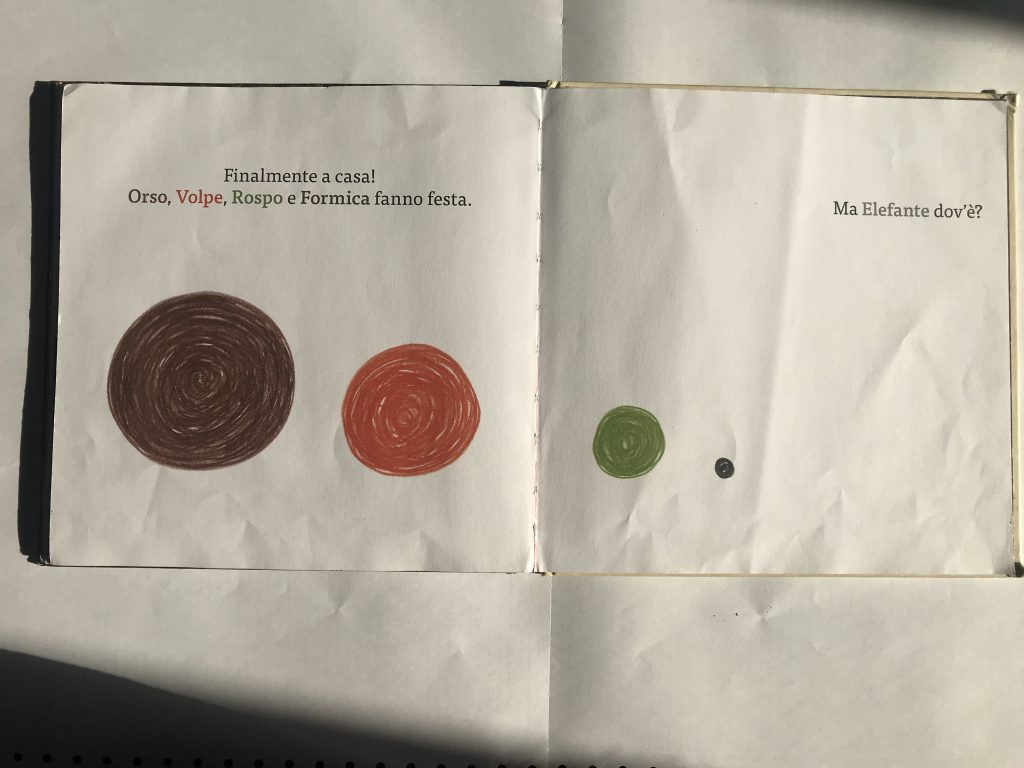 Finalmente a casa!
Orso, Volpe, Rospo e Formica fanno festa.
Ma Elefante dov'è?